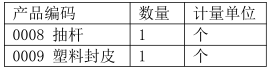 产品编码 数量 计量单位
0008 抽杆 1 个
0009 塑料封皮 1 个